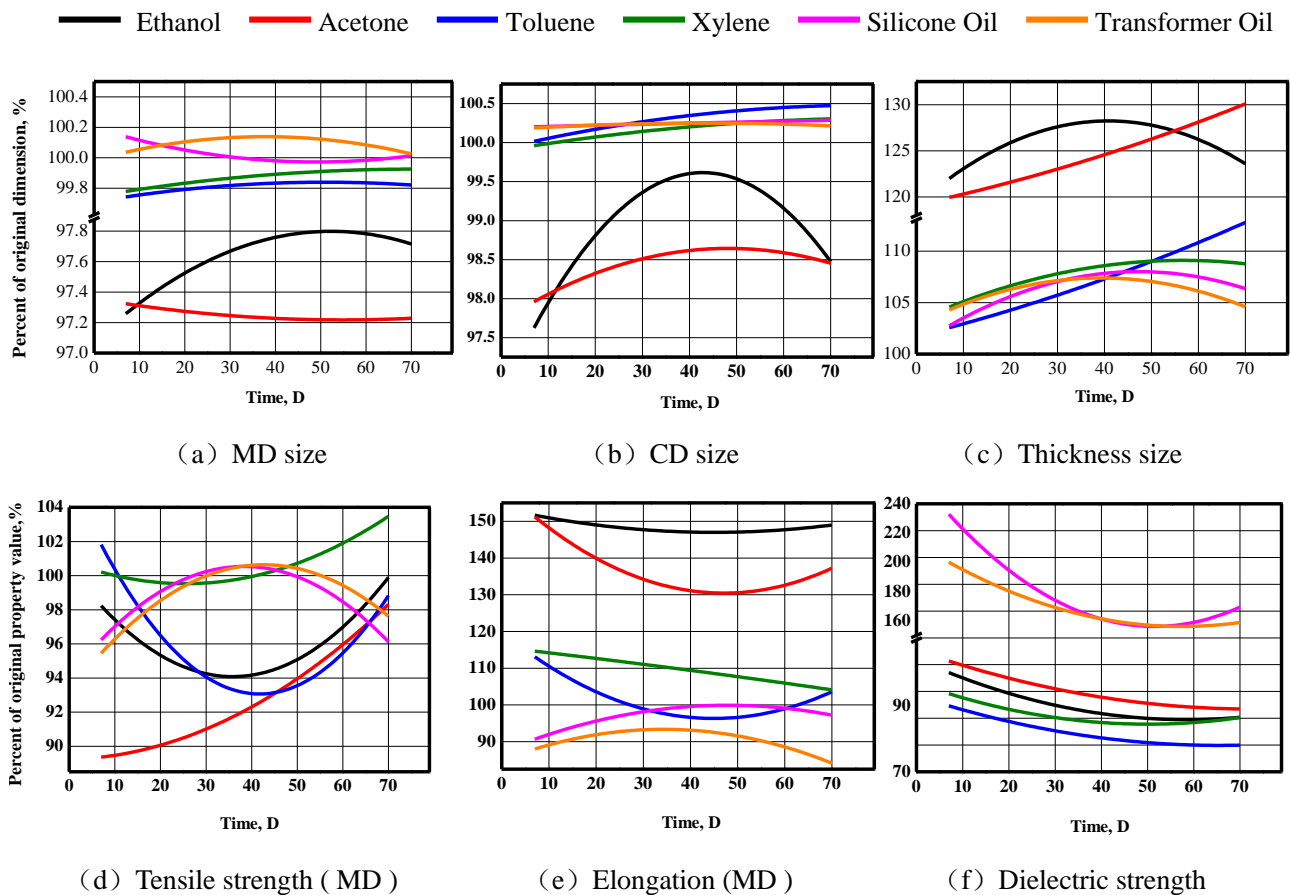 Ethanol Acetone Toluene Xylene Silicone Oil Transformer Oil
Percent of original dimension, %
100.4
100.2
100.0
99.8
97.8
97.6
97.4
97.2
97.0
0 10 20 30 40 50 60 70
Time, D
(a) MD size
100.5
100.0
99.5
99.0
98.5
98.0
97.5
0 10 20 30 40 50 60 70
Time, D
(b) CD size
130
125
120
110
105
100
0 10 20 30 40 50 60 70
Time, D
(c) Thickness size
Percent of original property value,%
104
102
100
98
96
94
92
90
0 10 20 30 40 50 60 70
Time, D
(d) Tensile strength ( MD )
150
140
130
120
110
100
90
0 10 20 30 40 50 60 70
Time, D
(e) Elongation (MD )
240
220
200
180
160
90
70
0 10 20 30 40 50 60 70
Time, D
(f) Dielectric strength